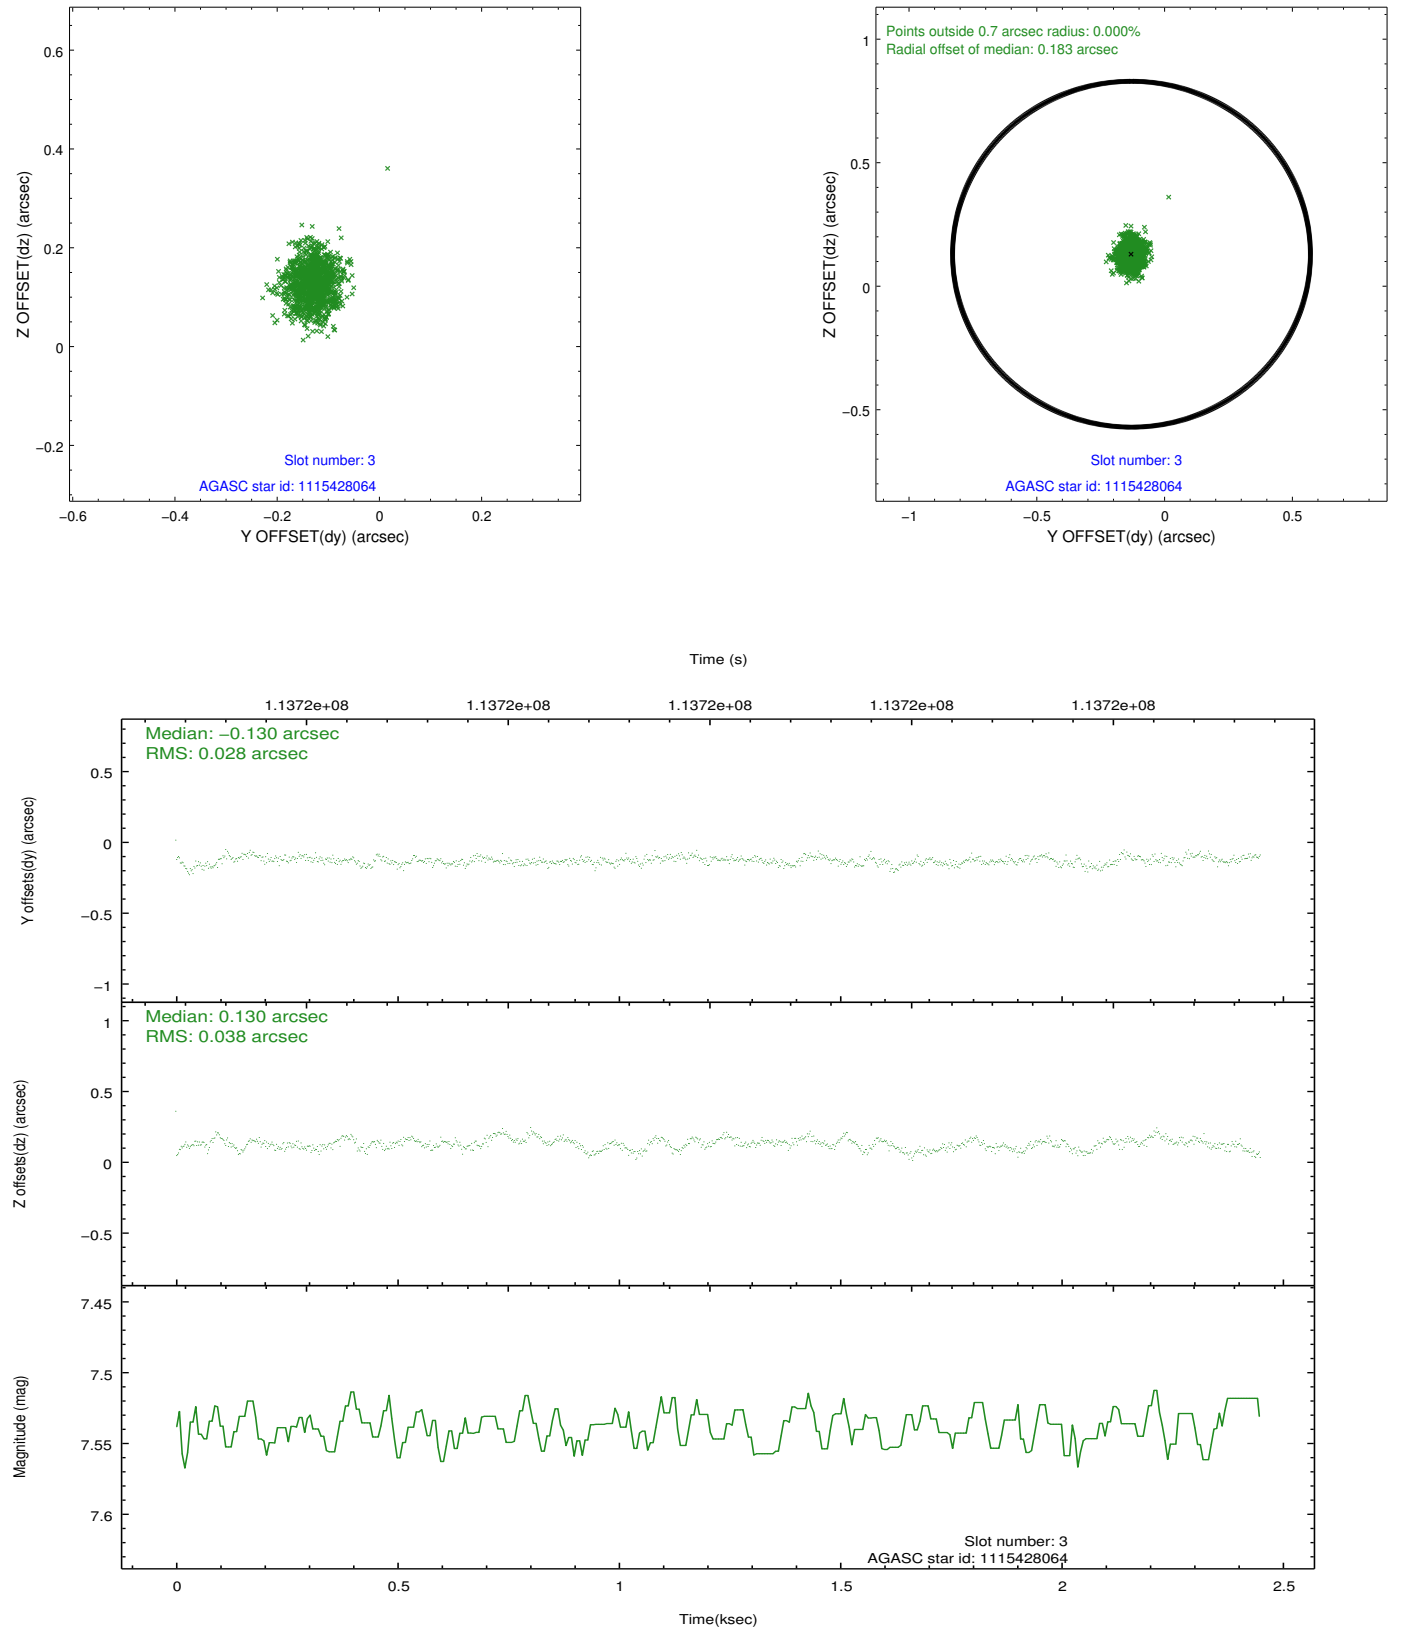 0.6
0.4
0.2
0
−0.2
Z OFFSET(dz) (arcsec)
Slot number: 3
AGASC star id: 1115428064
−0.6
−0.4
−0.2
0
0.2
Y OFFSET(dy) (arcsec)
Points outside 0.7 arcsec radius: 0.000%
Radial offset of median: 0.183 arcsec
1
0.5
0
−0.5
Z OFFSET(dz) (arcsec)
Slot number: 3
AGASC star id: 1115428064
−1
−0.5
0
0.5
Y OFFSET(dy) (arcsec)
Time (s)
1.1372e+08
1.1372e+08
1.1372e+08
1.1372e+08
1.1372e+08
Median: −0.130 arcsec
RMS: 0.028 arcsec
0.5
0
−0.5
−1
Y offsets(dy) (arcsec)
Median: 0.130 arcsec
RMS: 0.038 arcsec
1
0.5
0
−0.5
Z offsets(dz) (arcsec)
7.45
7.5
7.55
7.6
Magnitude (mag)
Slot number: 3
AGASC star id: 1115428064
0
0.5
1
1.5
2
2.5
Time(ksec)